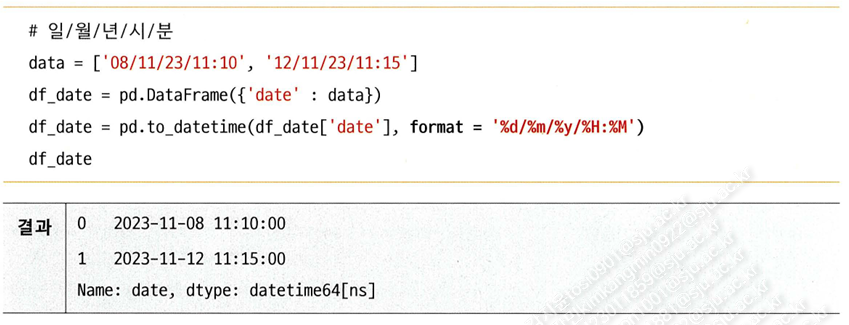 # 일/월/년/시/분
data = ['08/11/23/11:10', '12/11/23/11:15']
df_date = pd.DataFrame({'date' : data})
df_date = pd.to_datetime(df_date['date'], format = '%d/%m/%y/%H:%M')
df_date
결과
0 2023-11-08 11:10:00
1 2023-11-12 11:15:00
Name: date, dtype: datetime64[ns]